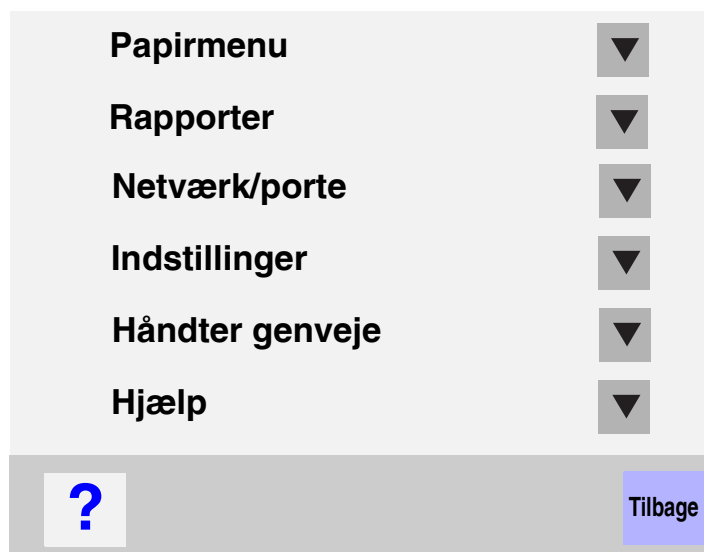 Papirmenu
Rapporter
Netværk/porte
Indstillinger
Håndter genveje
Hjælp
?
Tilbage